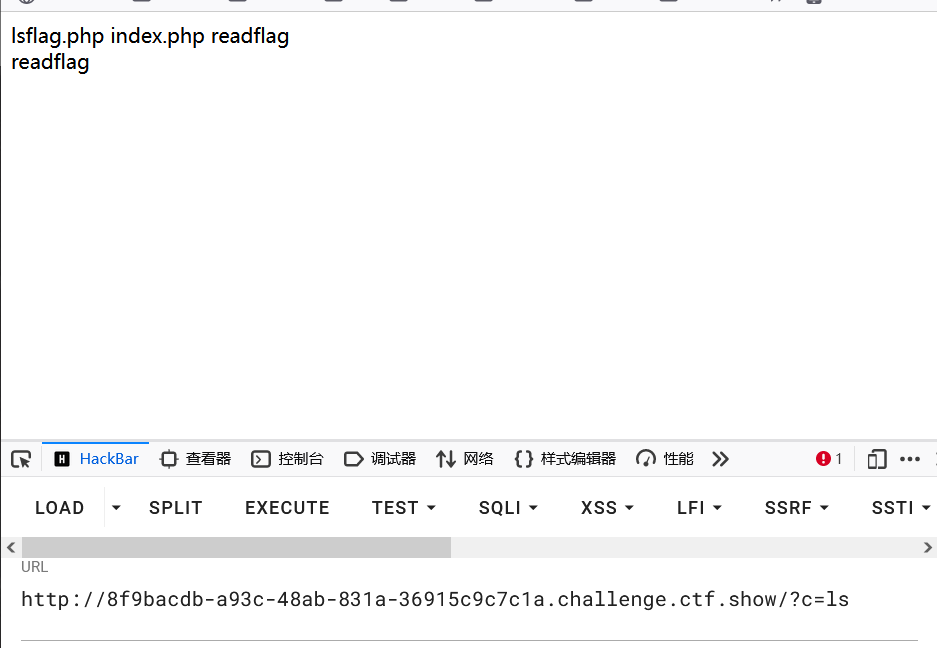 lsflag.php index.php readflag
readflag
HackBar 查看器 控制台 调试器 网络 样式编辑器 性能 1
LOAD SPLIT EXECUTE TEST SQLI XSS LFI SSRF SSTI
URL
http://8f9bacdb-a93c-48ab-831a-36915c9c7c1a.challenge.ctf.show/?c=ls